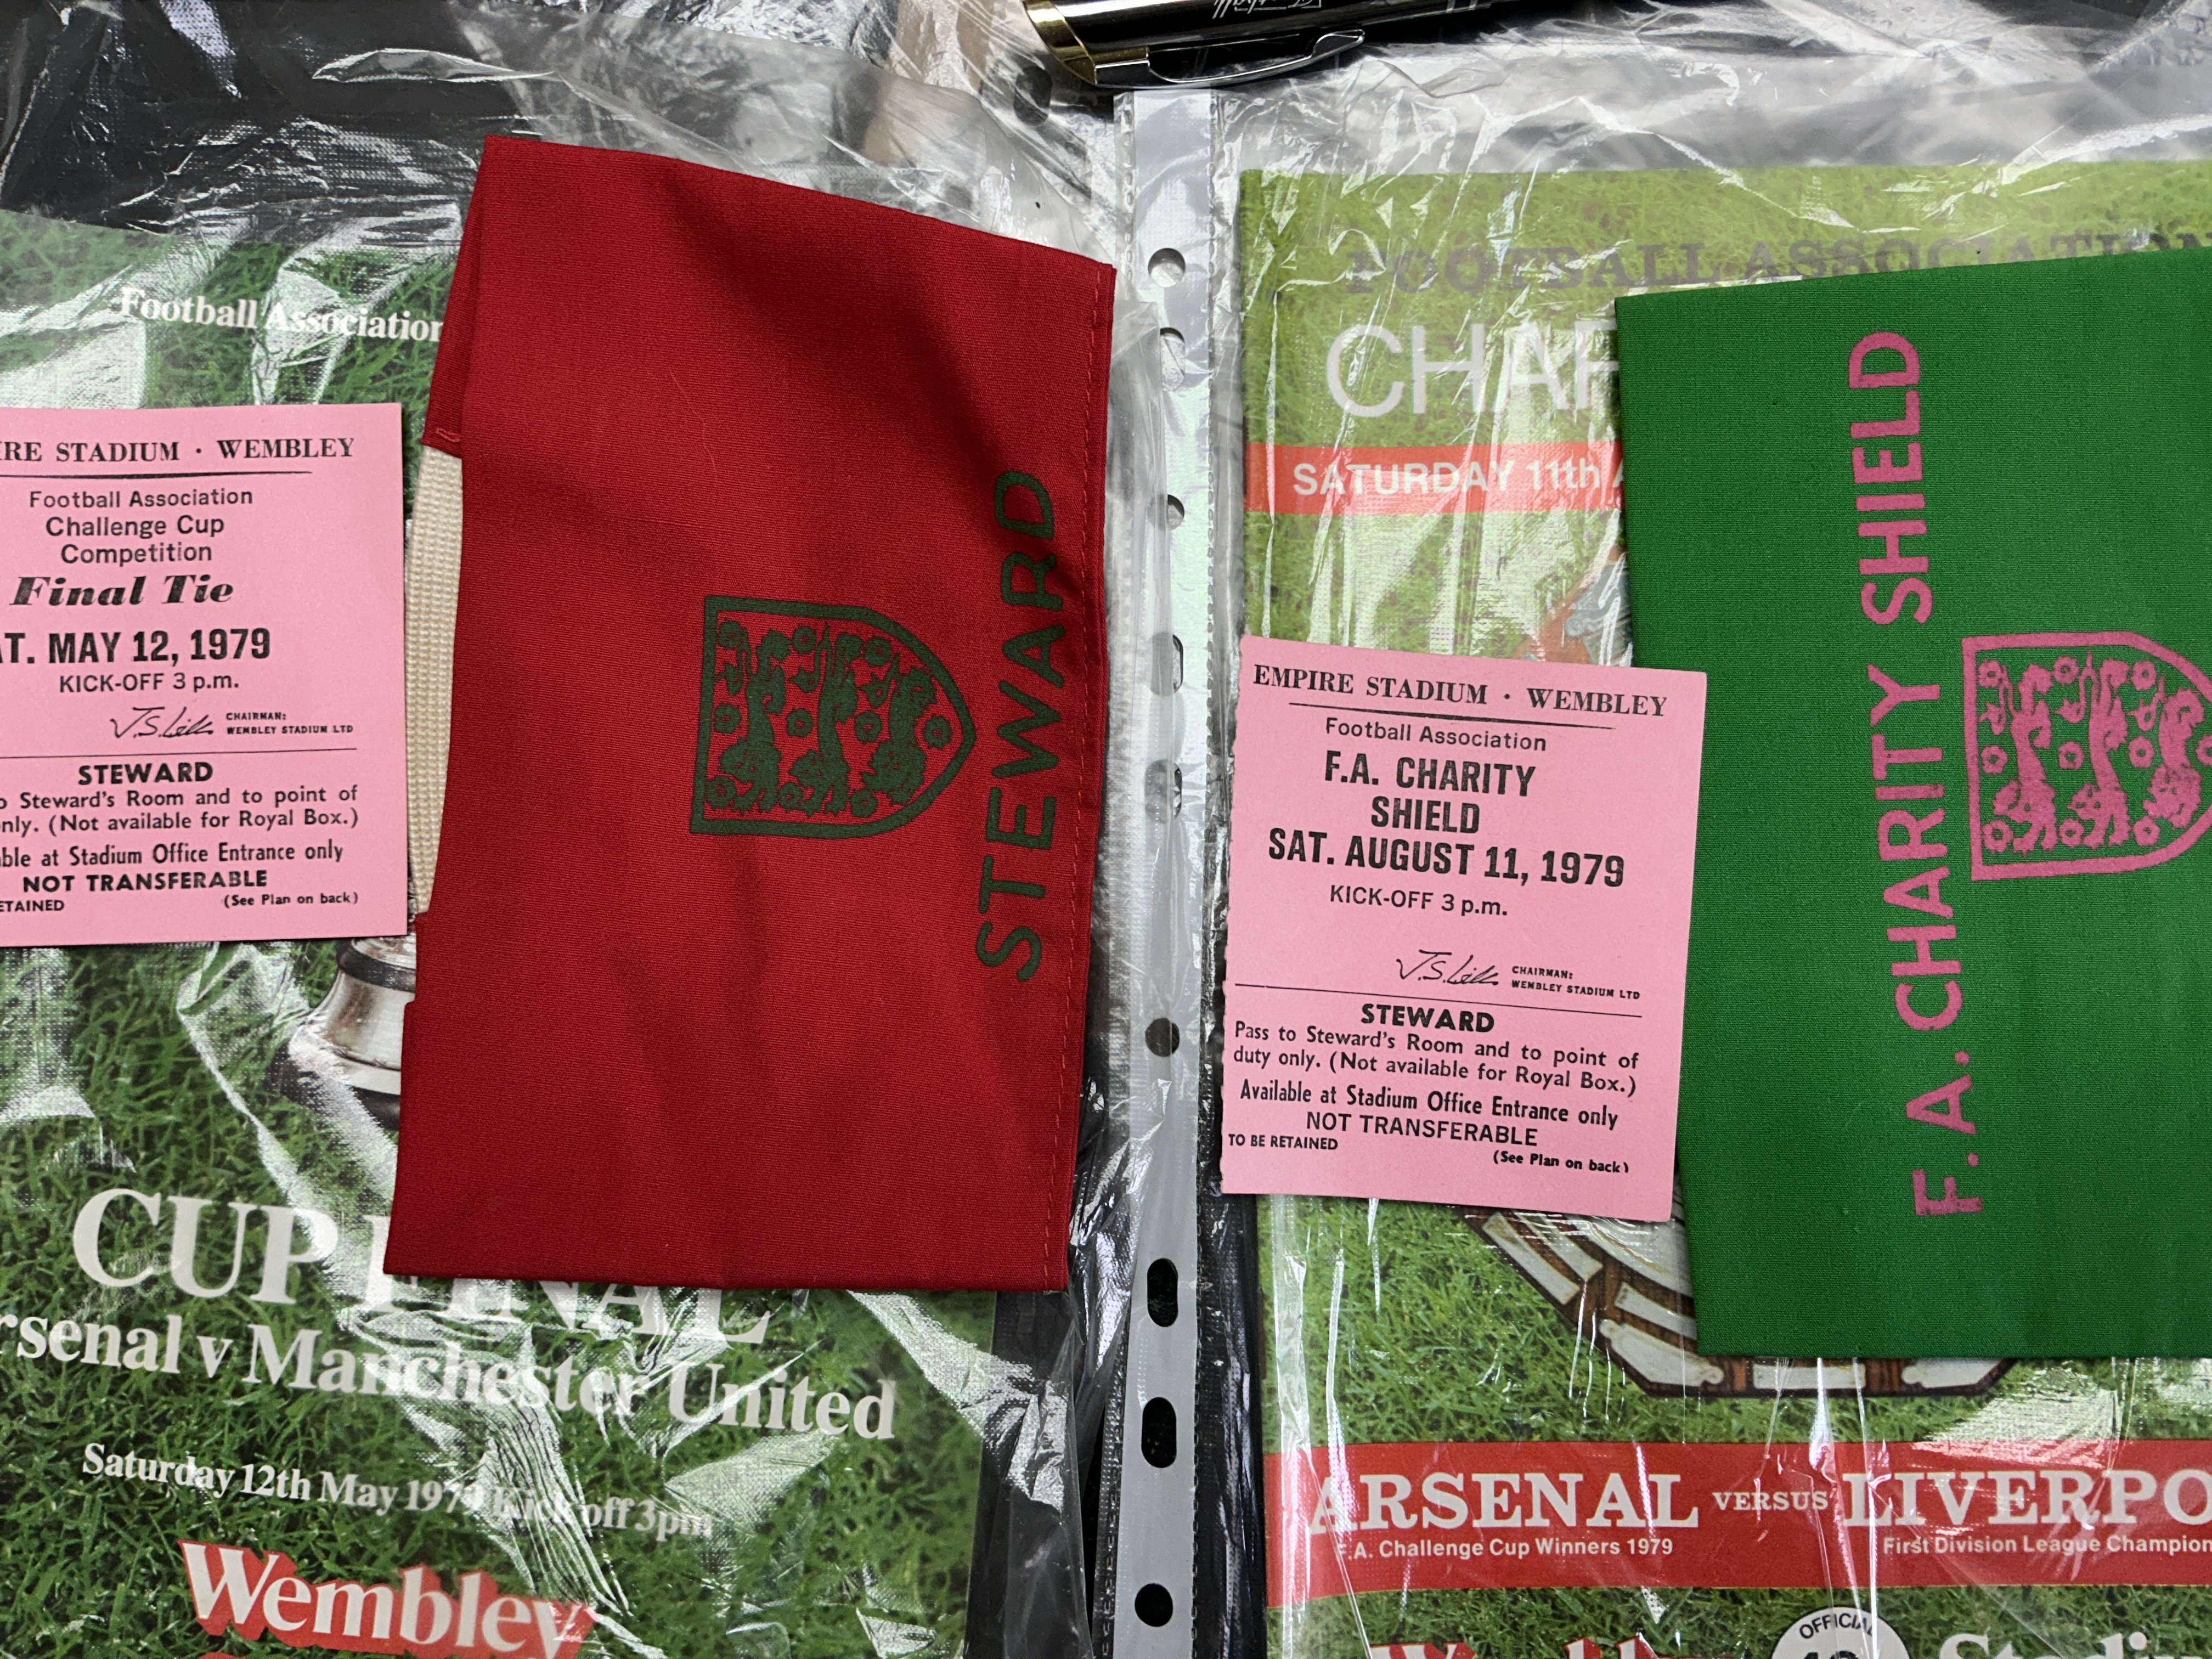 Football Association
IRE STADIUM · WEMBLEY
Football Association
Challenge Cup
Competition
Final Tie
AT. MAY 12, 1979
KICK-OFF 3 p.m.
J.S.Lill
CHAIRMAN:
WEMBLEY STADIUM LTD
STEWARD
o Steward's Room and to point of
nly. (Not available for Royal Box.)
ble at Stadium Office Entrance only
NOT TRANSFERABLE
ETAINED
(See Plan on back)
STEWARD
CUP FINAL
rsenal v Manchester United
Saturday 12th May 1979 Kick off 3pm
Wembley
FOOTBALL ASSOCIATION
CHAR
SATURDAY 11th A
EMPIRE STADIUM · WEMBLEY
Football Association
F.A. CHARITY
SHIELD
SAT. AUGUST 11, 1979
KICK-OFF 3 p.m.
J.S.Lill
CHAIRMAN:
WEMBLEY STADIUM LTD
STEWARD
Pass to Steward's Room and to point of
duty only. (Not available for Royal Box.)
Available at Stadium Office Entrance only
NOT TRANSFERABLE
TO BE RETAINED
(See Plan on back)
F.A. CHARITY SHIELD
ARSENAL VERSUS LIVERPO
F.A. Challenge Cup Winners 1979
First Division League Champion
OFFICIAL